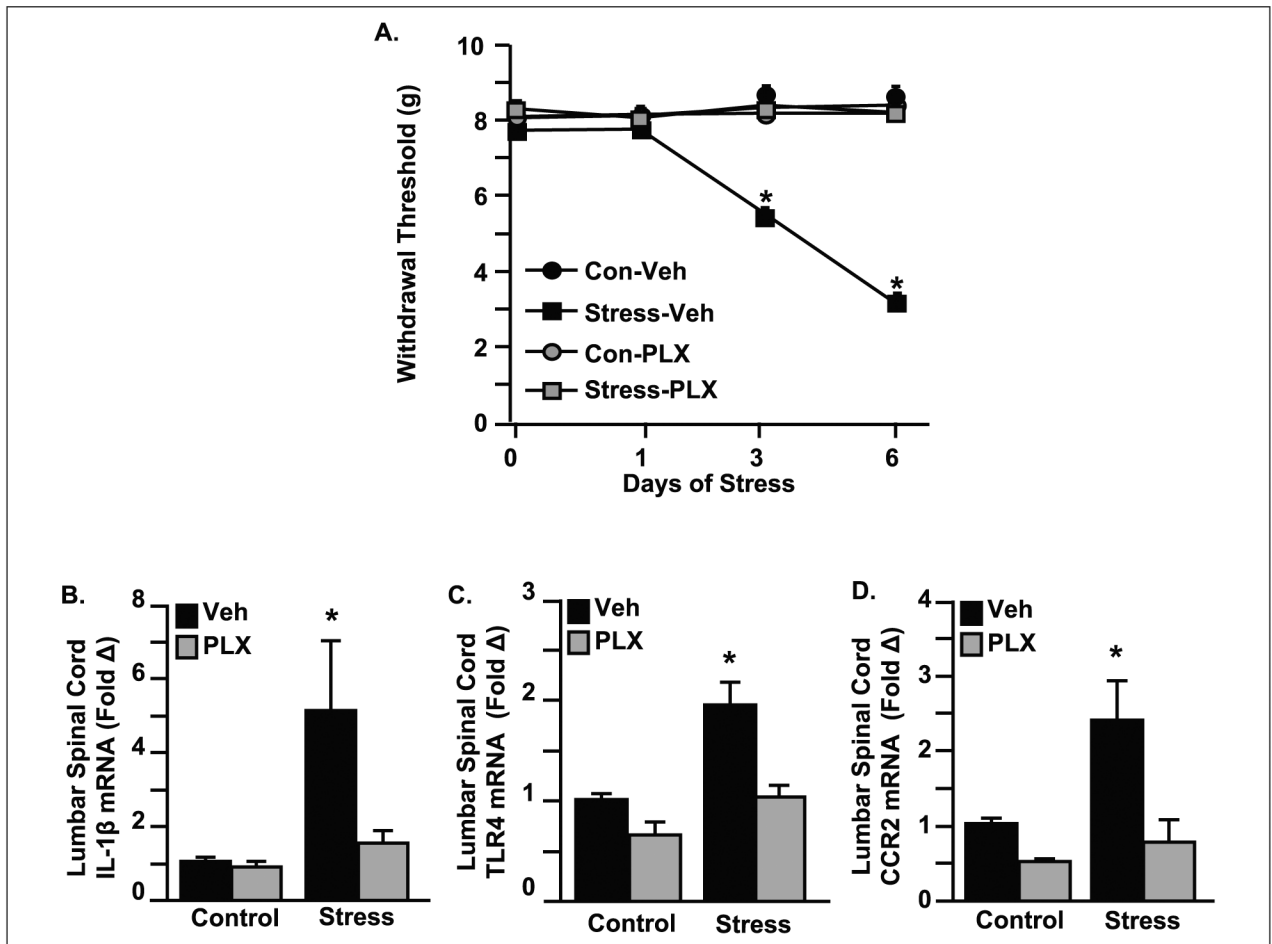 A.
Withdrawal Threshold (g)
10
8
6
4
2
0
*
*
Con-Veh
Stress-Veh
Con-PLX
Stress-PLX
0 1 3 6
Days of Stress
B.
Lumbar Spinal Cord
IL-1β mRNA (Fold Δ)
8
6
4
2
0
Veh
PLX
*
Control Stress
C.
Lumbar Spinal Cord
TLR4 mRNA (Fold Δ)
3
2
1
0
Veh
PLX
*
Control Stress
D.
Lumbar Spinal Cord
CCR2 mRNA (Fold Δ)
4
3
2
1
0
Veh
PLX
*
Control Stress